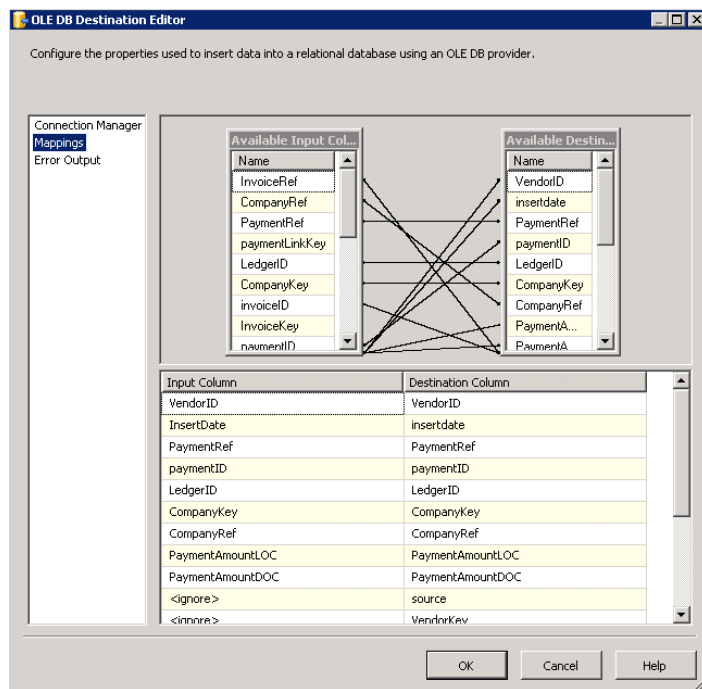 OLE DB Destination Editor
Configure the properties used to insert data into a relational database using an OLE DB provider.
Connection Manager
Mappings
Error Output
Available Input Col...
Name
InvoiceRef
CompanyRef
PaymentRef
paymentLinkKey
LedgerID
CompanyKey
invoiceID
InvoiceKey
paymentID
Available Destin...
Name
VendorID
insertdate
PaymentRef
paymentID
LedgerID
CompanyKey
CompanyRef
PaymentA...
PaymentA
Input Column Destination Column
VendorID VendorID
InsertDate insertdate
PaymentRef PaymentRef
paymentID paymentID
LedgerID LedgerID
CompanyKey CompanyKey
CompanyRef CompanyRef
PaymentAmountLOC PaymentAmountLOC
PaymentAmountDOC PaymentAmountDOC
<ignore> source
<ignore> VendorKey
OK Cancel Help